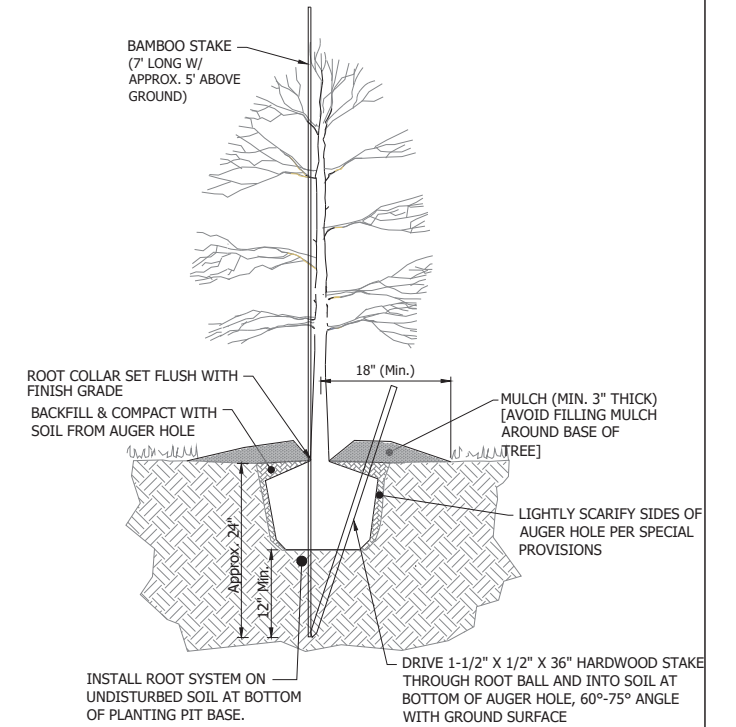 BAMBOO STAKE
(7' LONG W/
APPROX. 5' ABOVE
GROUND)
ROOT COLLAR SET FLUSH WITH
FINISH GRADE
BACKFILL & COMPACT WITH
SOIL FROM AUGER HOLE
18" (Min.)
MULCH (MIN. 3" THICK)
[AVOID FILLING MULCH
AROUND BASE OF
TREE]
LIGHTLY SCARIFY SIDES OF
AUGER HOLE PER SPECIAL
PROVISIONS
Approx. 24"
12" Min.
INSTALL ROOT SYSTEM ON
UNDISTURBED SOIL AT BOTTOM
OF PLANTING PIT BASE.
DRIVE 1-1/2" X 1/2" X 36" HARDWOOD STAKE
THROUGH ROOT BALL AND INTO SOIL AT
BOTTOM OF AUGER HOLE, 60°-75° ANGLE
WITH GROUND SURFACE